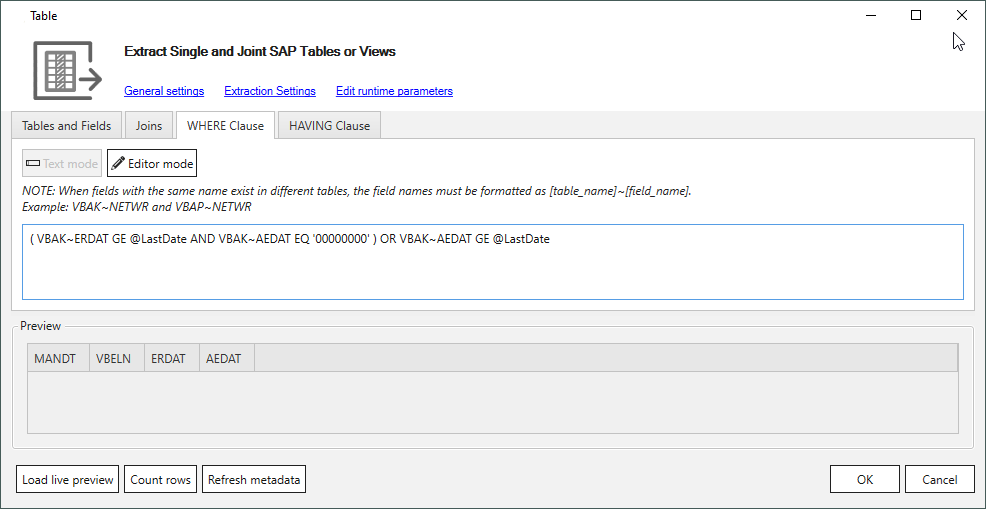 Table
Extract Single and Joint SAP Tables or Views
General settings Extraction Settings Edit runtime parameters
Tables and Fields Joins WHERE Clause HAVING Clause
Text mode Editor mode
NOTE: When fields with the same name exist in different tables, the field names must be formatted as [table_name]~[field_name].
Example: VBAK~NETWR and VBAP~NETWR
( VBAK~ERDAT GE @LastDate AND VBAK~AEDAT EQ '00000000' ) OR VBAK~AEDAT GE @LastDate
Preview
MANDT VBELN ERDAT AEDAT
Load live preview Count rows Refresh metadata OK Cancel